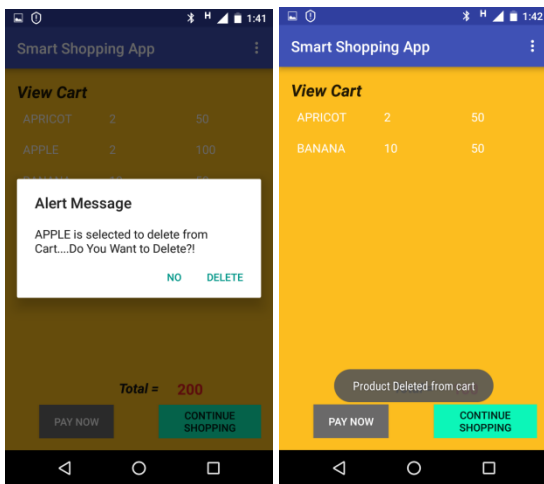 H 1:41
Smart Shopping App
View Cart
APRICOT 2 50
APPLE 2 100
Alert Message
APPLE is selected to delete from
Cart....Do You Want to Delete?!
NO DELETE
Total = 200
PAY NOW
CONTINUE
SHOPPING
H 1:42
Smart Shopping App
View Cart
APRICOT 2 50
BANANA 10 50
Product Deleted from cart
PAY NOW
CONTINUE
SHOPPING